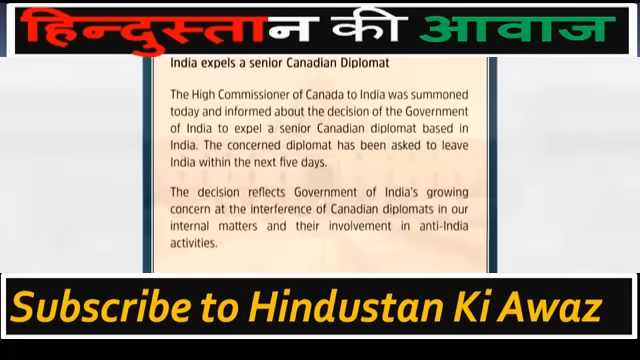 हिन्दुस्तान की आवाज
India expels a senior Canadian Diplomat
The High Commissioner of Canada to India was summoned
today and informed about the decision of the Government
of India to expel a senior Canadian diplomat based in
India. The concerned diplomat has been asked to leave
India within the next five days.
The decision reflects Government of India's growing
concern at the interference of Canadian diplomats in our
internal matters and their involvement in anti-India
activities.
Subscribe to Hindustan Ki Awaz